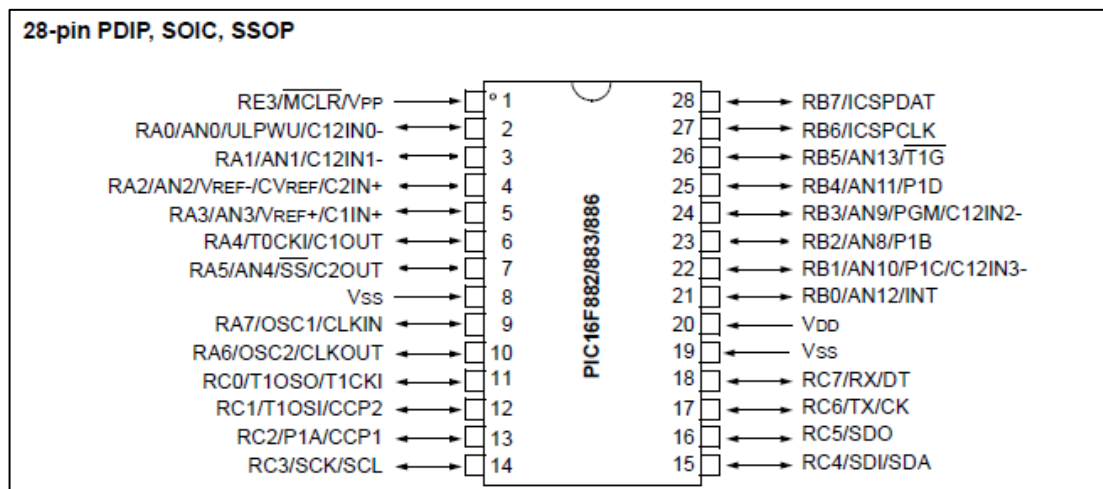 28-pin PDIP, SOIC, SSOP
RE3/MCLR/VPP 1 28 RB7/ICSPDAT
RA0/AN0/ULPWU/C12IN0- 2 27 RB6/ICSPCLK
RA1/AN1/C12IN1- 3 26 RB5/AN13/T1G
RA2/AN2/VREF-/CVREF/C2IN+ 4 25 RB4/AN11/P1D
RA3/AN3/VREF+/C1IN+ 5 24 RB3/AN9/PGM/C12IN2-
RA4/T0CKI/C1OUT 6 23 RB2/AN8/P1B
RA5/AN4/SS/C2OUT 7 22 RB1/AN10/P1C/C12IN3-
VSS 8 21 RB0/AN12/INT
RA7/OSC1/CLKIN 9 20 VDD
RA6/OSC2/CLKOUT 10 19 VSS
RC0/T1OSO/T1CKI 11 18 RC7/RX/DT
RC1/T1OSI/CCP2 12 17 RC6/TX/CK
RC2/P1A/CCP1 13 16 RC5/SDO
RC3/SCK/SCL 14 15 RC4/SDI/SDA
PIC16F882/883/886